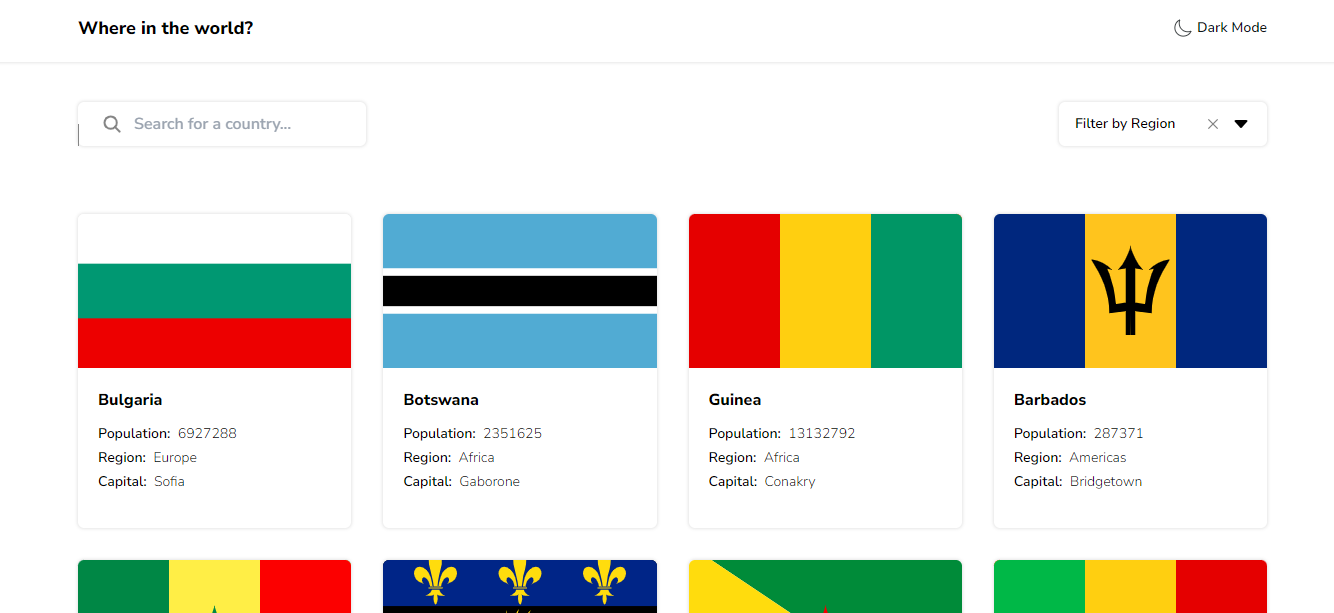 Where in the world?
Dark Mode
Search for a country...
Filter by Region
Bulgaria
Population: 6927288
Region: Europe
Capital: Sofia
Botswana
Population: 2351625
Region: Africa
Capital: Gaborone
Guinea
Population: 13132792
Region: Africa
Capital: Conakry
Barbados
Population: 287371
Region: Americas
Capital: Bridgetown